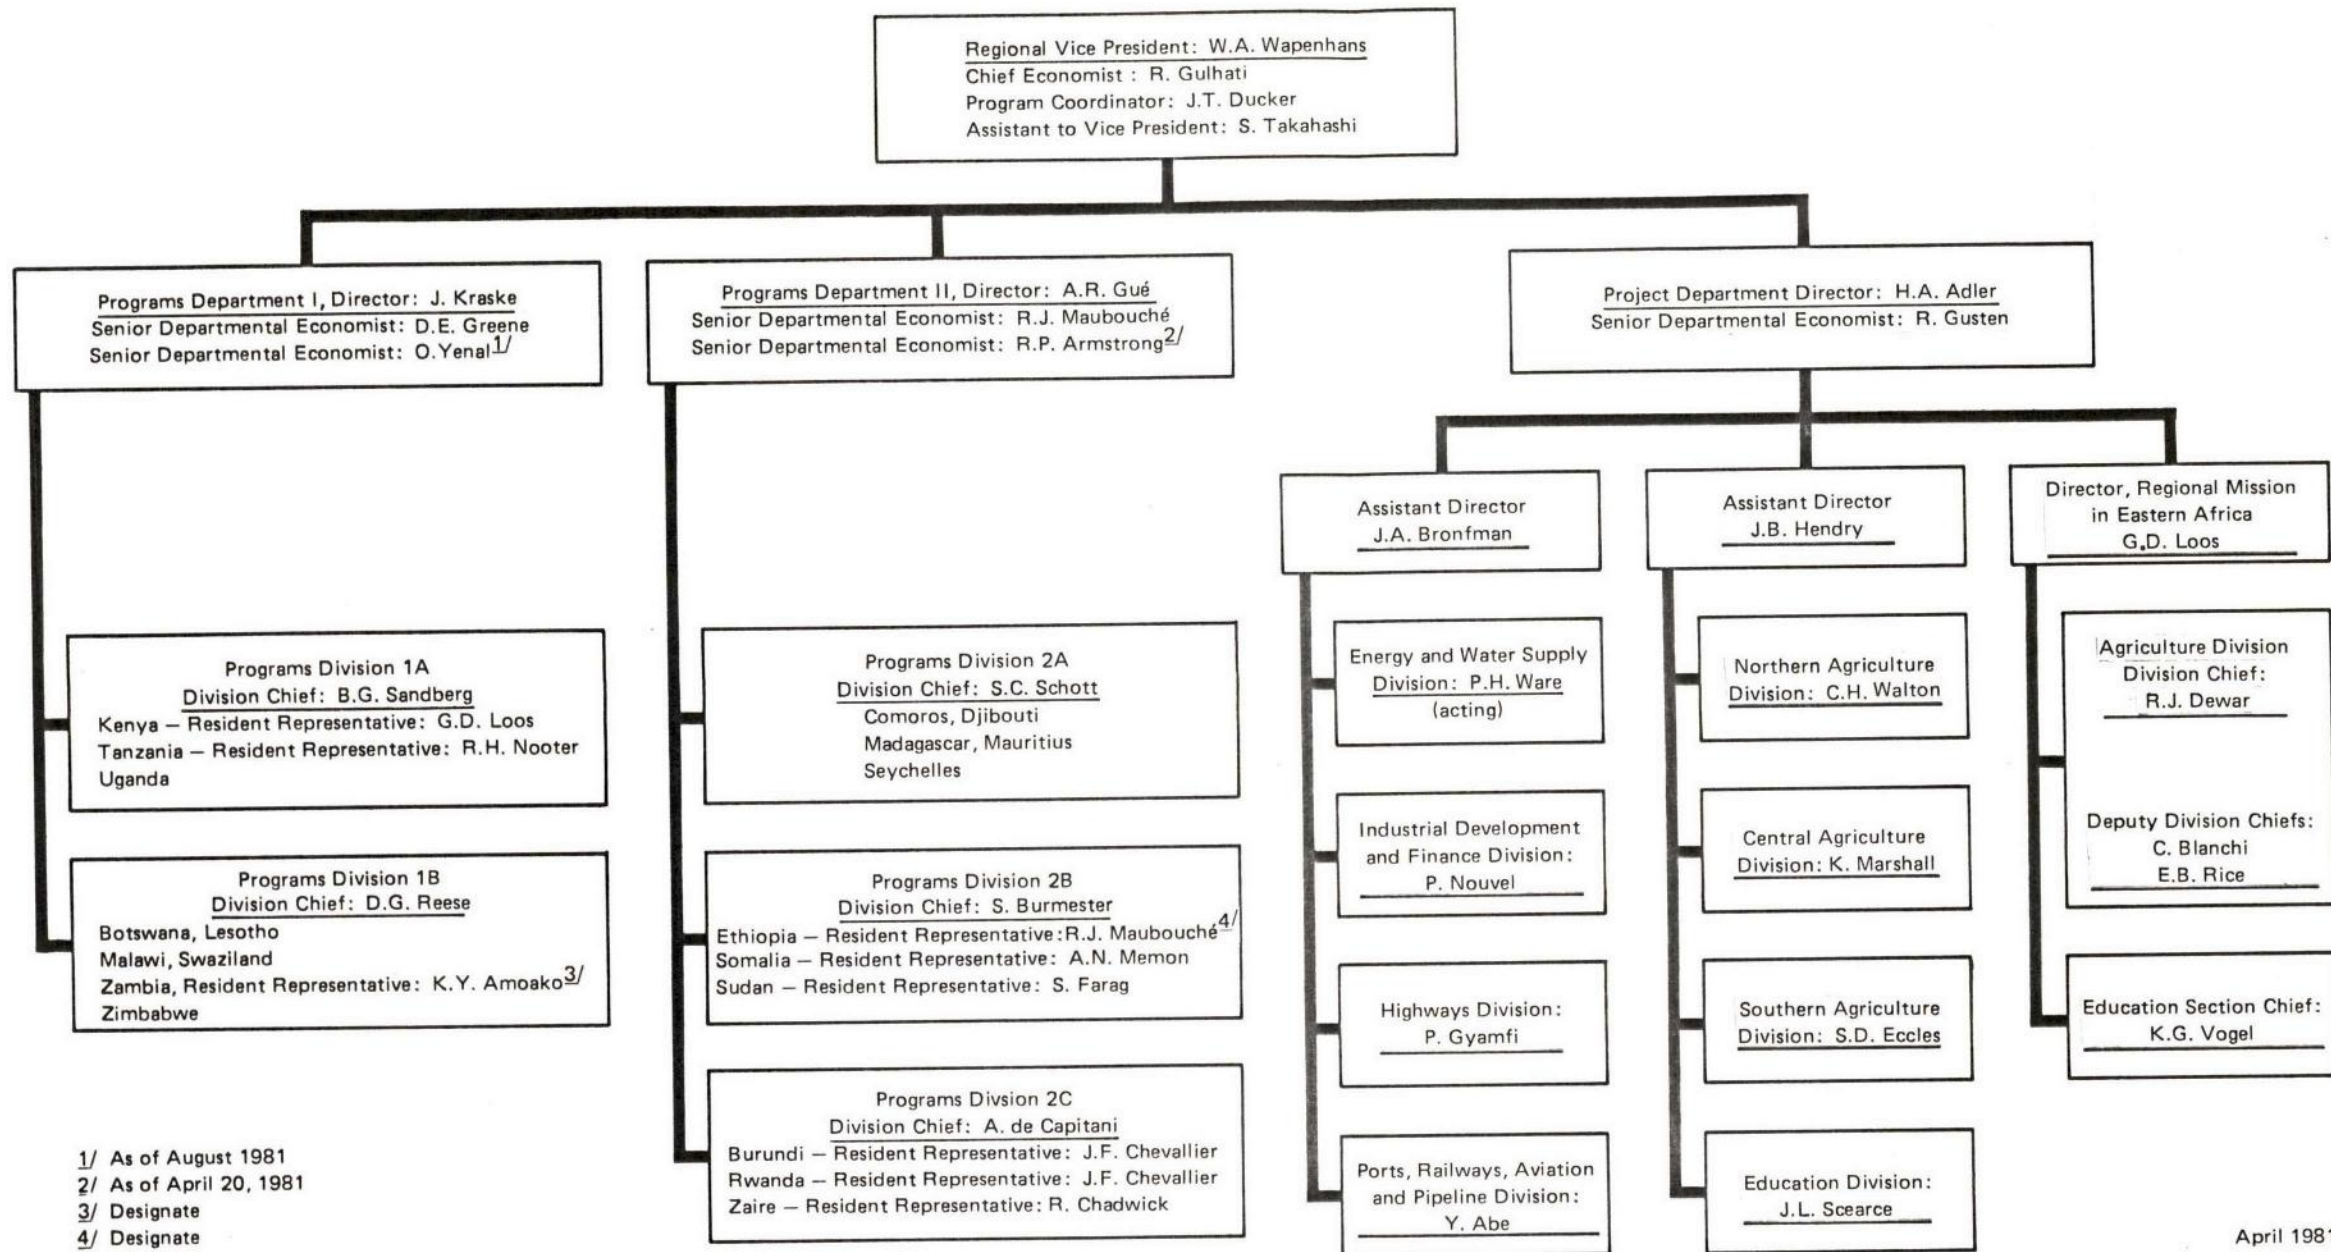 Regional Vice President: W.A. Wapenhans
Chief Economist : R. Gulhati
Program Coordinator: J.T. Ducker
Assistant to Vice President: S. Takahashi
Programs Department I, Director: J. Kraske
Senior Departmental Economist: D.E. Greene
Senior Departmental Economist: O.Yenal 1/
Programs Department II, Director: A.R. Gué
Senior Departmental Economist: R.J. Maubouché
Senior Departmental Economist: R.P. Armstrong 2/
Project Department Director: H.A. Adler
Senior Departmental Economist: R. Gusten
Programs Division 1A
Division Chief: B.G. Sandberg
Kenya — Resident Representative: G.D. Loos
Tanzania — Resident Representative: R.H. Nooter
Uganda
Programs Division 1B
Division Chief: D.G. Reese
Botswana, Lesotho
Malawi, Swaziland
Zambia, Resident Representative: K.Y. Amoako 3/
Zimbabwe
Programs Division 2A
Division Chief: S.C. Schott
Comoros, Djibouti
Madagascar, Mauritius
Seychelles
Programs Division 2B
Division Chief: S. Burmester
Ethiopia — Resident Representative:R.J. Maubouché 4/
Somalia — Resident Representative: A.N. Memon
Sudan — Resident Representative: S. Farag
Programs Divsion 2C
Division Chief: A. de Capitani
Burundi — Resident Representative: J.F. Chevallier
Rwanda — Resident Representative: J.F. Chevallier
Zaire — Resident Representative: R. Chadwick
Assistant Director
J.A. Bronfman
Energy and Water Supply
Division: P.H. Ware
(acting)
Industrial Development
and Finance Division:
P. Nouvel
Highways Division:
P. Gyamfi
Ports, Railways, Aviation
and Pipeline Division:
Y. Abe
Assistant Director
J.B. Hendry
Northern Agriculture
Division: C.H. Walton
Central Agriculture
Division: K. Marshall
Southern Agriculture
Division: S.D. Eccles
Education Division:
J.L. Scearce
Director, Regional Mission
in Eastern Africa
G.D. Loos
Agriculture Division
Division Chief:
R.J. Dewar
Deputy Division Chiefs:
C. Blanchi
E.B. Rice
Education Section Chief:
K.G. Vogel
1/ As of August 1981
2/ As of April 20, 1981
3/ Designate
4/ Designate
April 1981